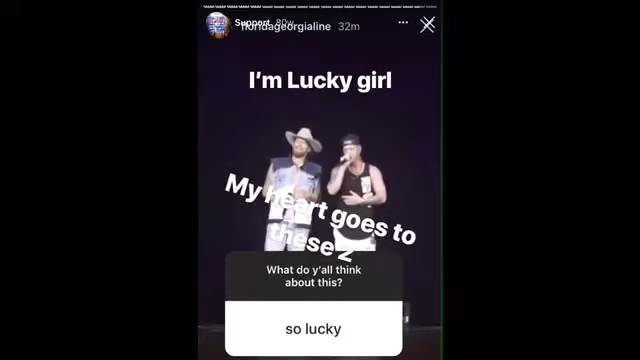 Support 80w
floridageorgialine 32m
I'm Lucky girl
My heart goes to
these 2
What do y'all think
about this?
so lucky